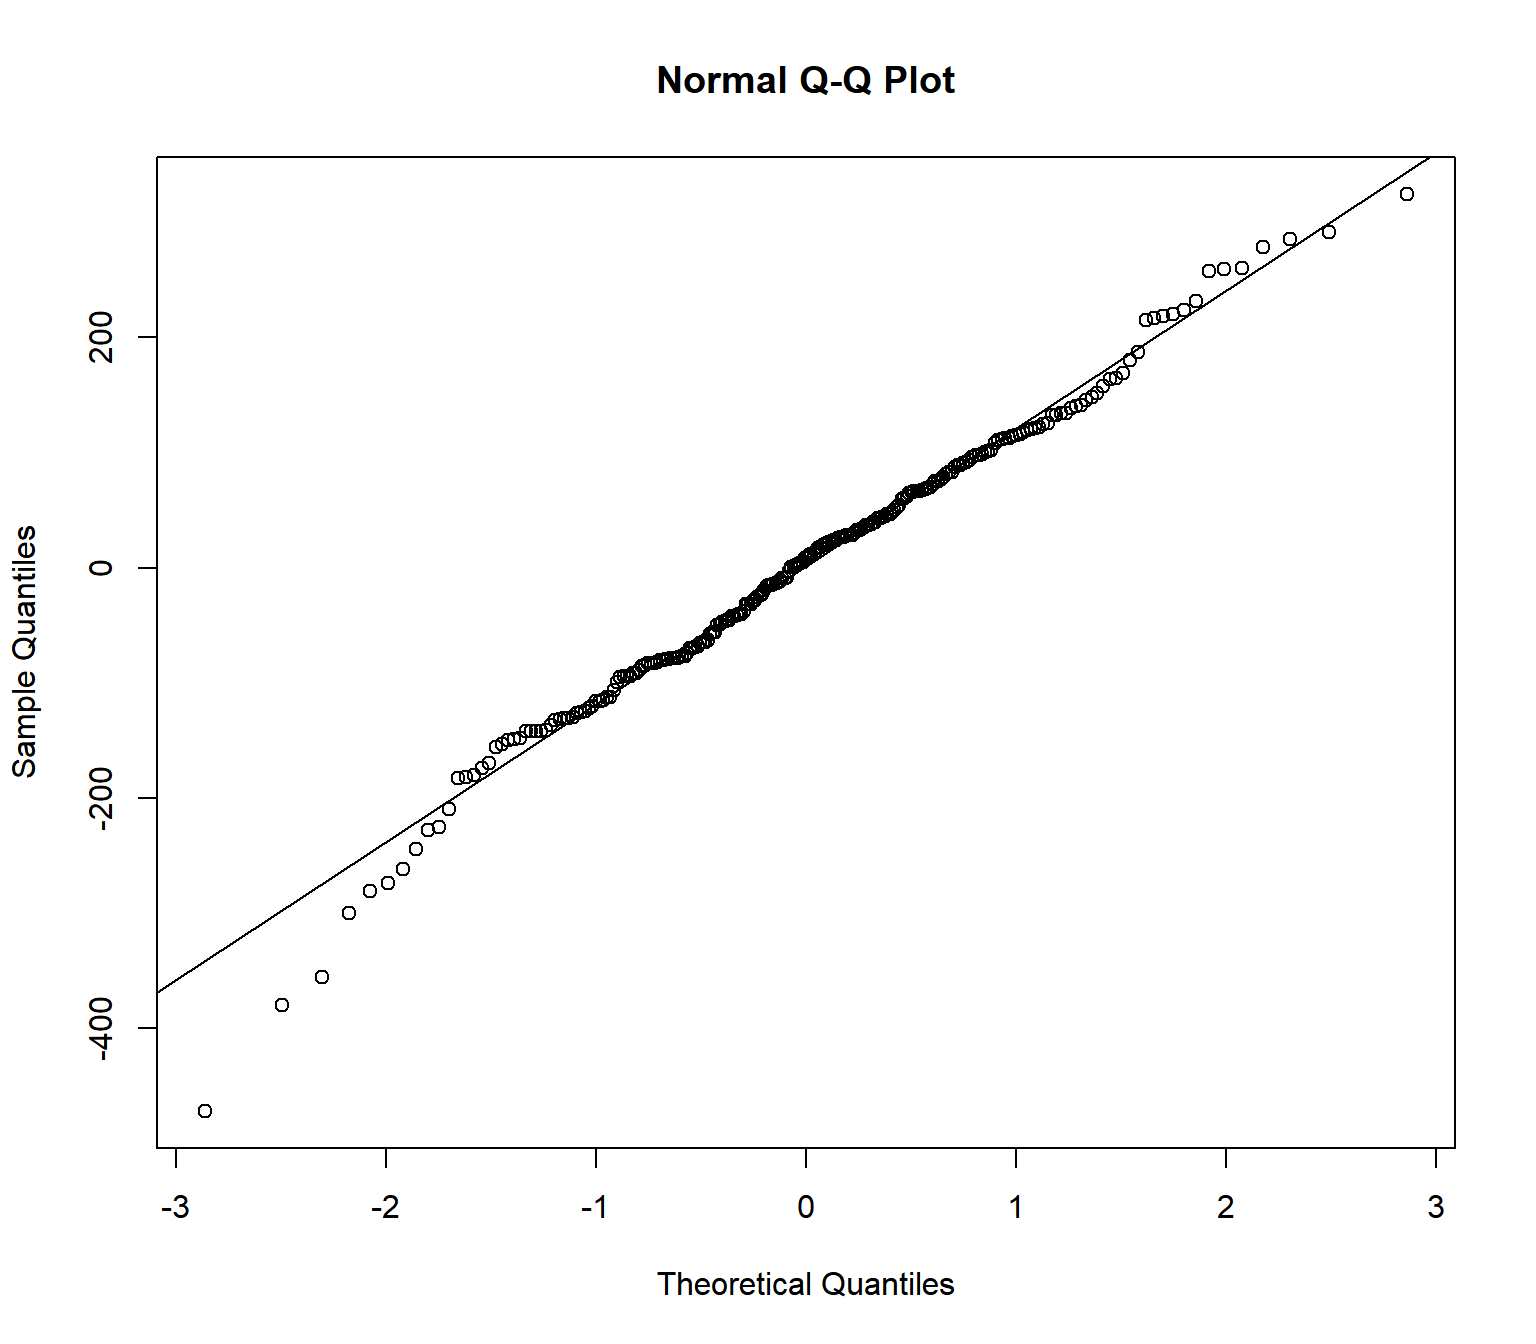 Normal Q-Q Plot
Sample Quantiles
200
0
-200
-400
-3 -2 -1 0 1 2 3
Theoretical Quantiles